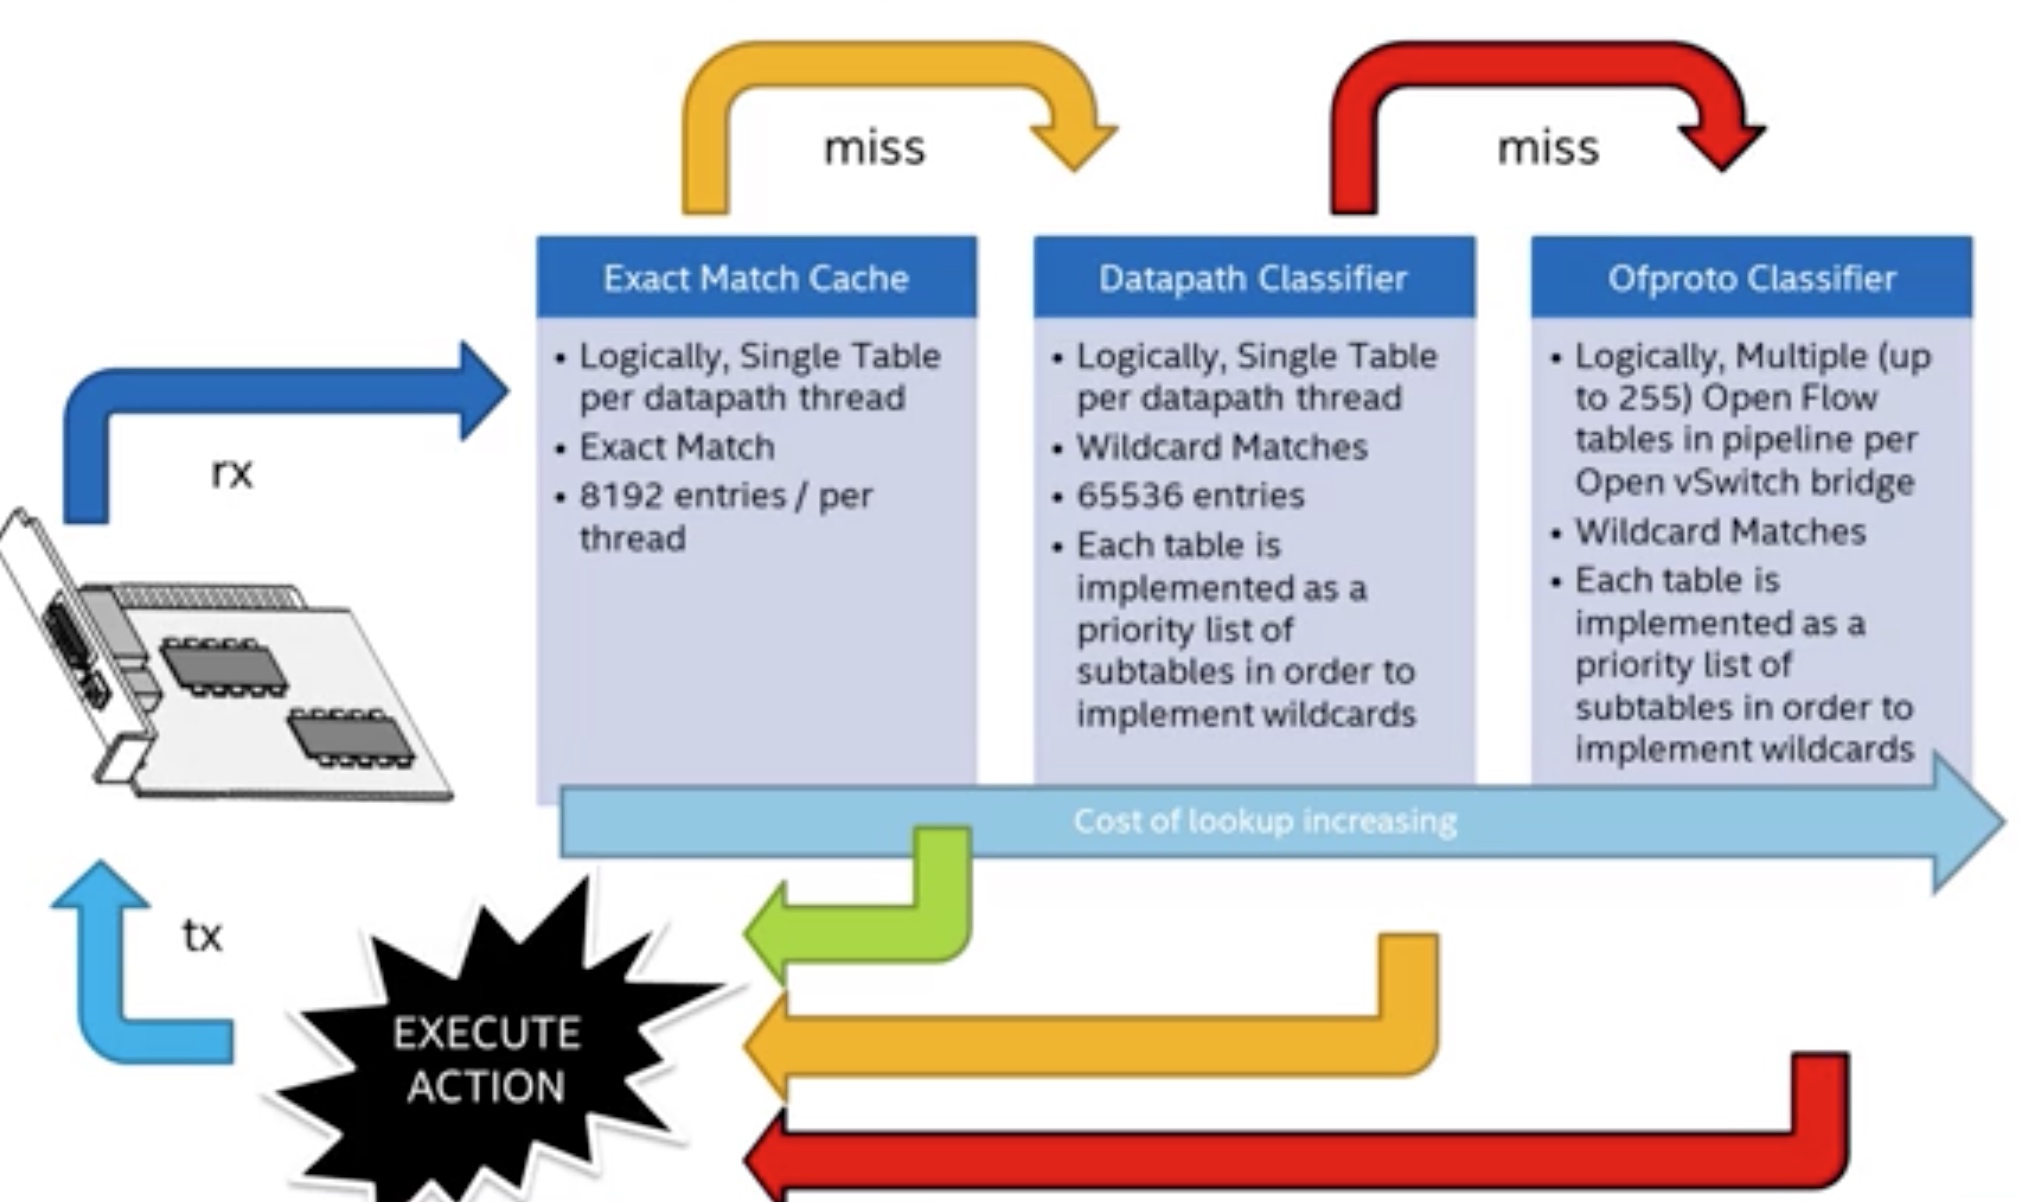 miss
miss
Exact Match Cache
Datapath Classifier
Ofproto Classifier
rx
• Logically, Single Table
per datapath thread
• Exact Match
• 8192 entries / per
thread
• Logically, Single Table
per datapath thread
• Wildcard Matches
• 65536 entries
• Each table is
implemented as a
priority list of
subtables in order to
implement wildcards
• Logically, Multiple (up
to 255) Open Flow
tables in pipeline per
Open vSwitch bridge
• Wildcard Matches
• Each table is
implemented as a
priority list of
subtables in order to
implement wildcards
Cost of lookup increasing
tx
EXECUTE
ACTION